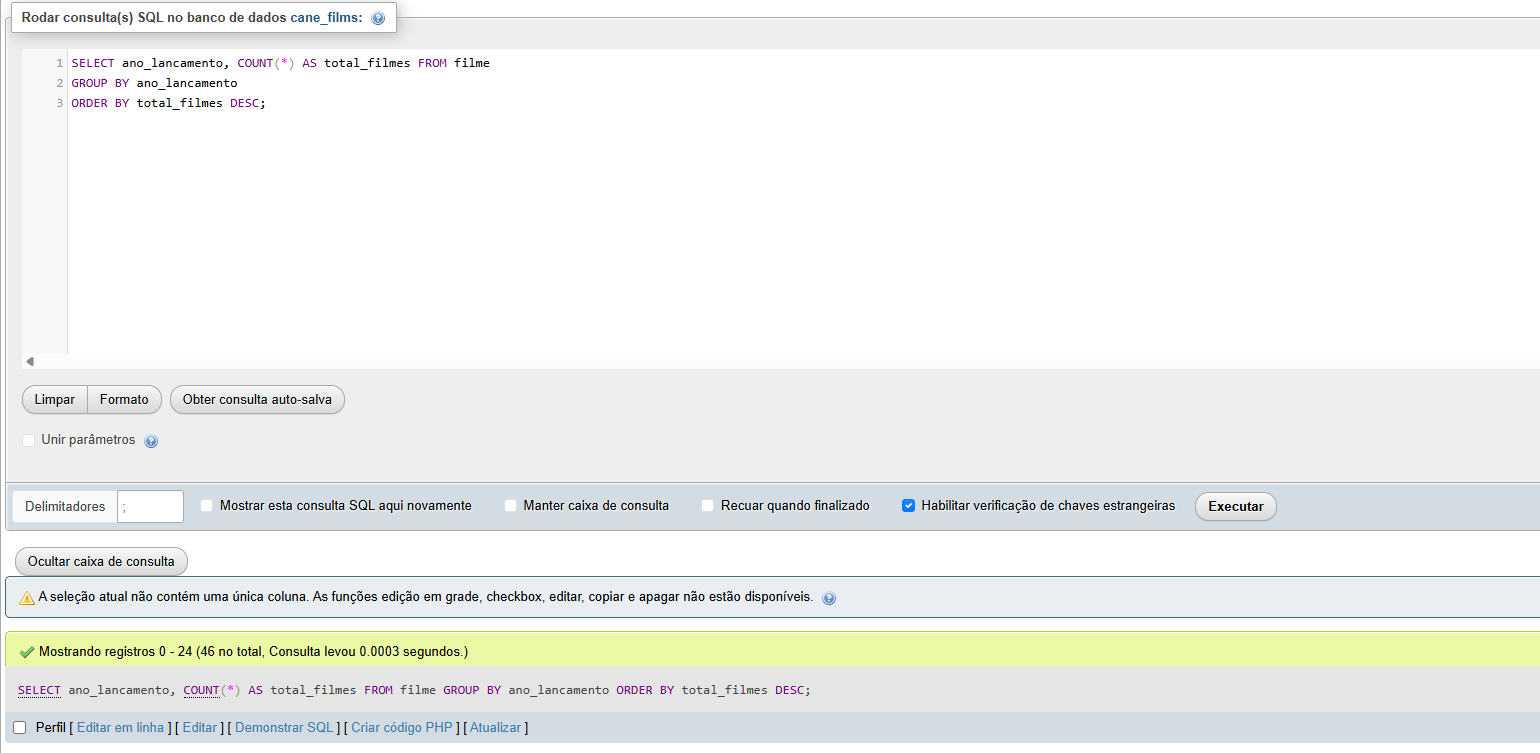 Rodar consulta(s) SQL no banco de dados cane_films:
1 SELECT ano_lancamento, COUNT(*) AS total_filmes FROM filme
2 GROUP BY ano_lancamento
3 ORDER BY total_filmes DESC;
Limpar Formato Obter consulta auto-salva
Unir parâmetros
Delimitadores ; Mostrar esta consulta SQL aqui novamente Manter caixa de consulta Recuar quando finalizado Habilitar verificação de chaves estrangeiras Executar
Ocultar caixa de consulta
A seleção atual não contém uma única coluna. As funções edição em grade, checkbox, editar, copiar e apagar não estão disponíveis.
Mostrando registros 0 - 24 (46 no total, Consulta levou 0.0003 segundos.)
SELECT ano_lancamento, COUNT(*) AS total_filmes FROM filme GROUP BY ano_lancamento ORDER BY total_filmes DESC;
Perfil [ Editar em linha ] [ Editar ] [ Demonstrar SQL ] [ Criar código PHP ] [ Atualizar ]